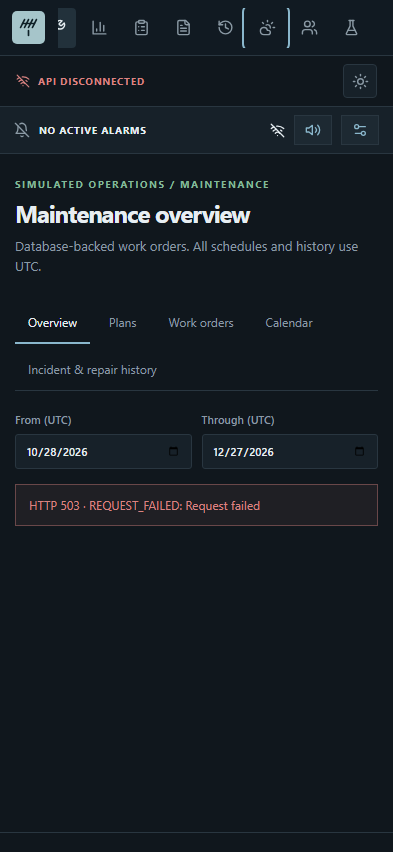 API DISCONNECTED
NO ACTIVE ALARMS
SIMULATED OPERATIONS / MAINTENANCE
Maintenance overview
Database-backed work orders. All schedules and history use
UTC.
Overview Plans Work orders Calendar
Incident & repair history
From (UTC) Through (UTC)
10/28/2026 12/27/2026
HTTP 503 · REQUEST_FAILED: Request failed